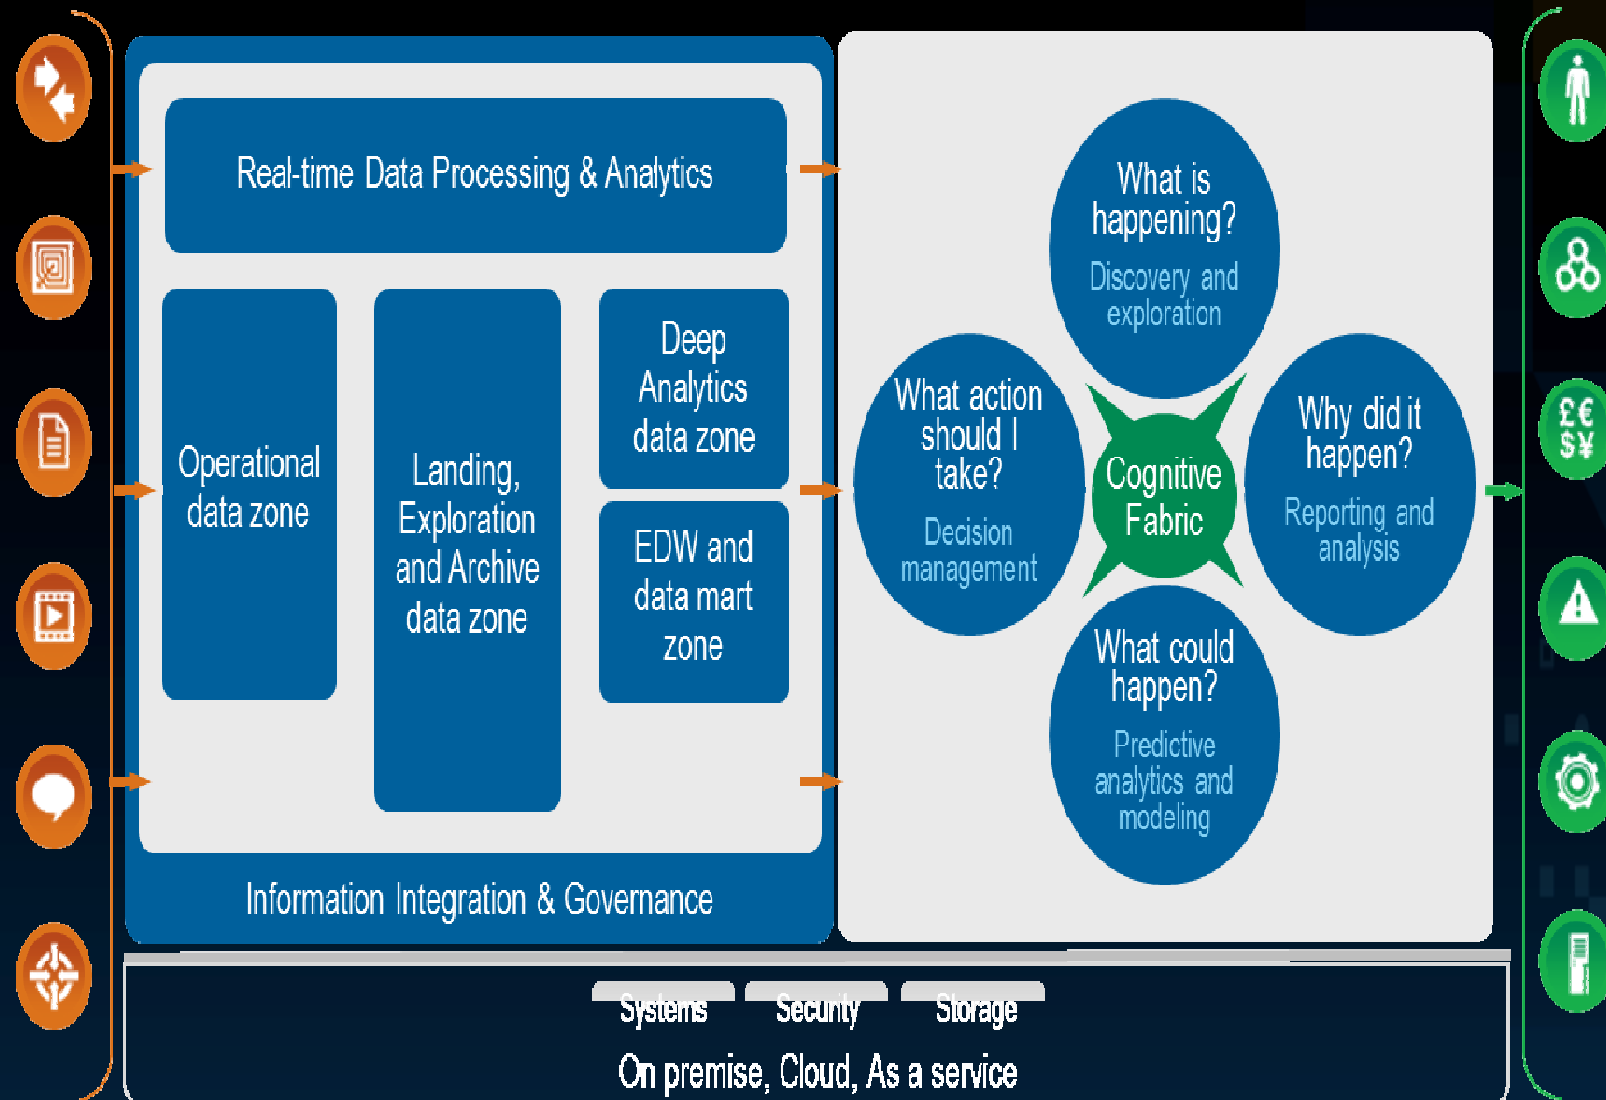 Real-time Data Processing & Analytics
Operational
data zone
Landing,
Exploration
and Archive
data zone
Deep
Analytics
data zone
EDW and
data mart
zone
Information Integration & Governance
What is
happening?
Discovery and
exploration
What action
should I
take?
Decision
management
Cognitive
Fabric
Why did it
happen?
Reporting and
analysis
What could
happen?
Predictive
analytics and
modeling
£€
$¥
Systems
Security
Storage
On premise, Cloud, As a service